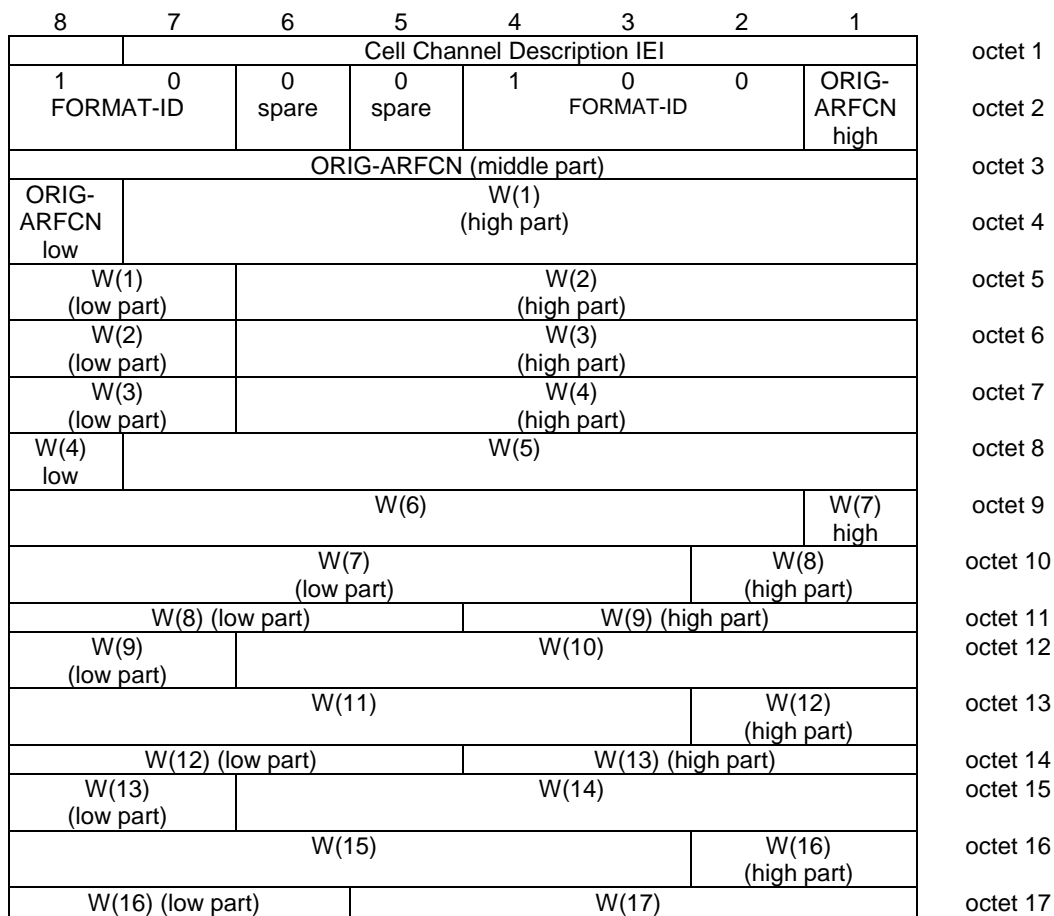 8 7 6 5 4 3 2 1
Cell Channel Description IEI octet 1
1 0 0 0 1 0 0 ORIG-
FORMAT-ID spare spare FORMAT-ID ARFCN octet 2
high
ORIG-ARFCN (middle part) octet 3
ORIG- W(1)
ARFCN (high part) octet 4
low
W(1) W(2) octet 5
(low part) (high part)
W(2) W(3) octet 6
(low part) (high part)
W(3) W(4) octet 7
(low part) (high part)
W(4) W(5) octet 8
low
W(6) W(7) octet 9
high
W(7) W(8) octet 10
(low part) (high part)
W(8) (low part) W(9) (high part) octet 11
W(9) W(10) octet 12
(low part)
W(11) W(12) octet 13
(high part)
W(12) (low part) W(13) (high part) octet 14
W(13) W(14) octet 15
(low part)
W(15) W(16) octet 16
(high part)
W(16) (low part) W(17) octet 17